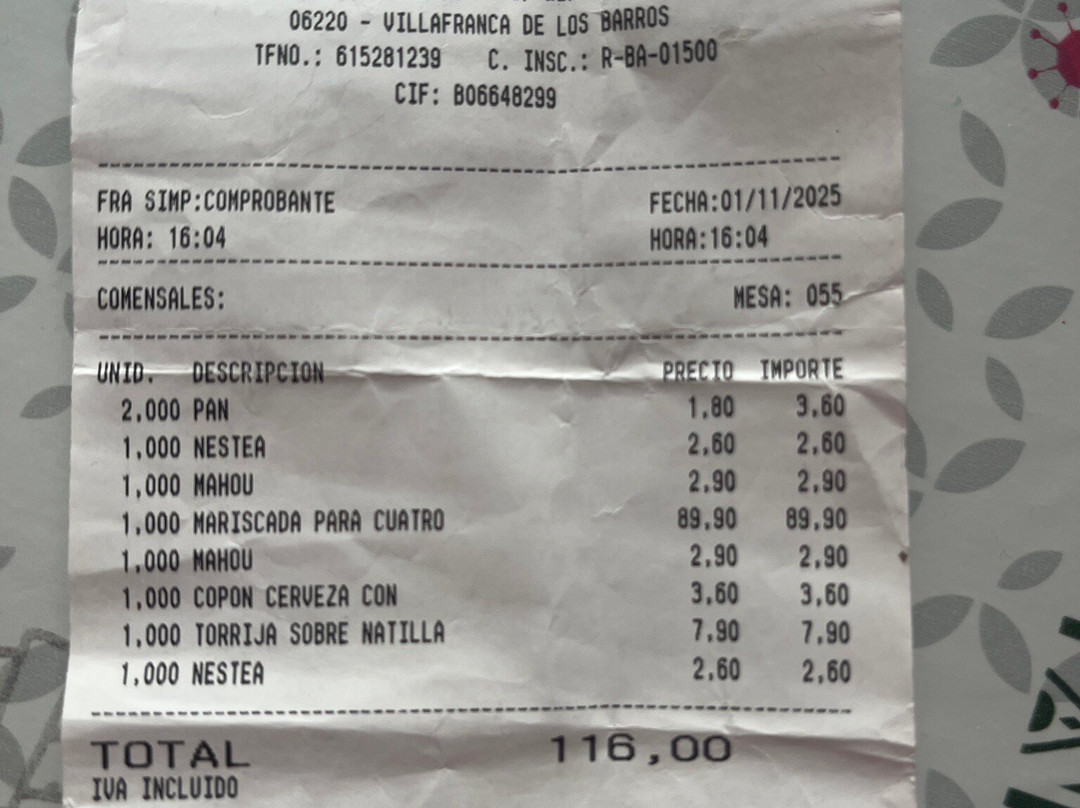 06220 - VILLAFRANCA DE LOS BARROS
TFNO.: 615281239 C. INSC.: R-BA-01500
CIF: B06648299
FRA SIMP:COMPROBANTE FECHA:01/11/2025
HORA: 16:04 HORA:16:04
COMENSALES: MESA: 055
UNID. DESCRIPCION PRECIO IMPORTE
2,000 PAN 1,80 3,60
1,000 NESTEA 2,60 2,60
1,000 MAHOU 2,90 2,90
1,000 MARISCADA PARA CUATRO 89,90 89,90
1,000 MAHOU 2,90 2,90
1,000 COPON CERVEZA CON 3,60 3,60
1,000 TORRIJA SOBRE NATILLA 7,90 7,90
1,000 NESTEA 2,60 2,60
TOTAL 116,00
IVA INCLUIDO